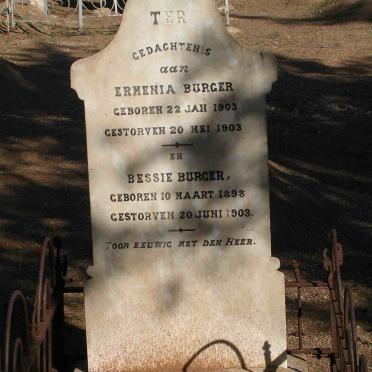 TER
GEDACHTENIS
aan
ERMENIA BURGER
GEBOREN 22 JAN 1903
GESTORVEN 20 MEI 1903
EN
BESSIE BURGER,
GEBOREN 10 MAART 1898
GESTORVEN 20 JUNI 1903.
VOOR EEUWIG MET DEN HEER.